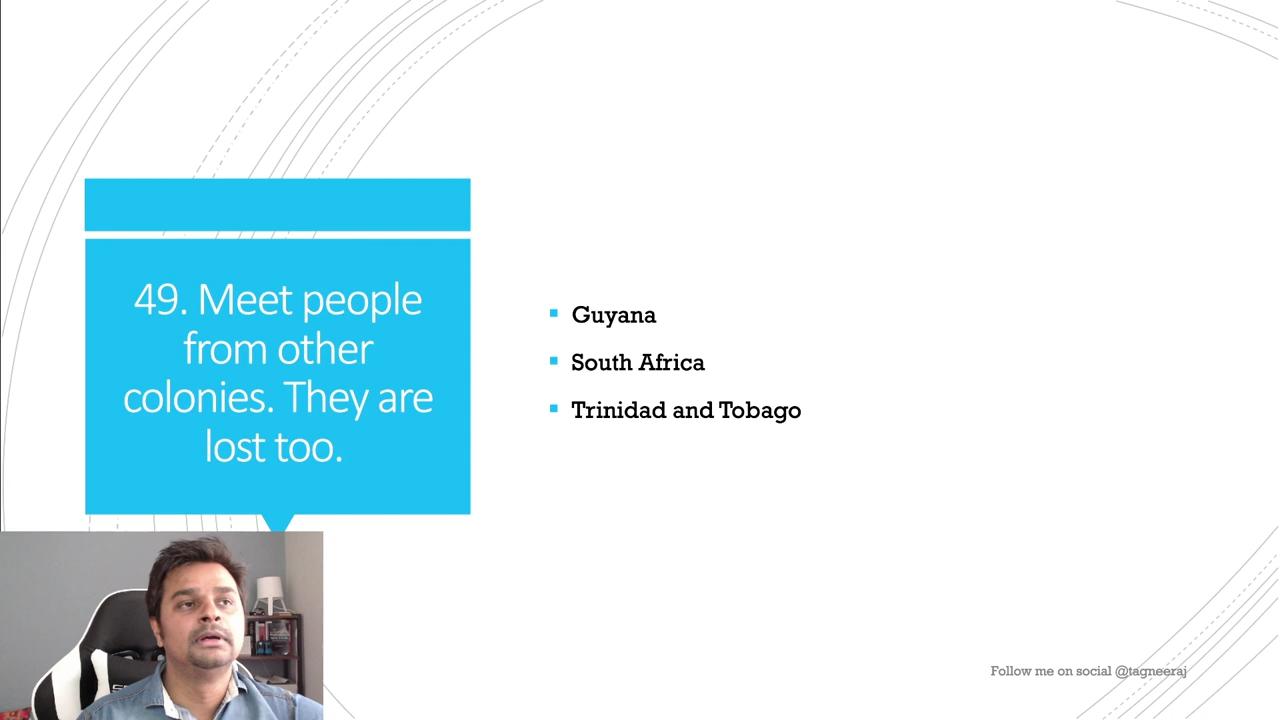 49. Meet people
from other
colonies. They are
lost too.
Guyana
South Africa
Trinidad and Tobago
Follow me on social @tagneeraj